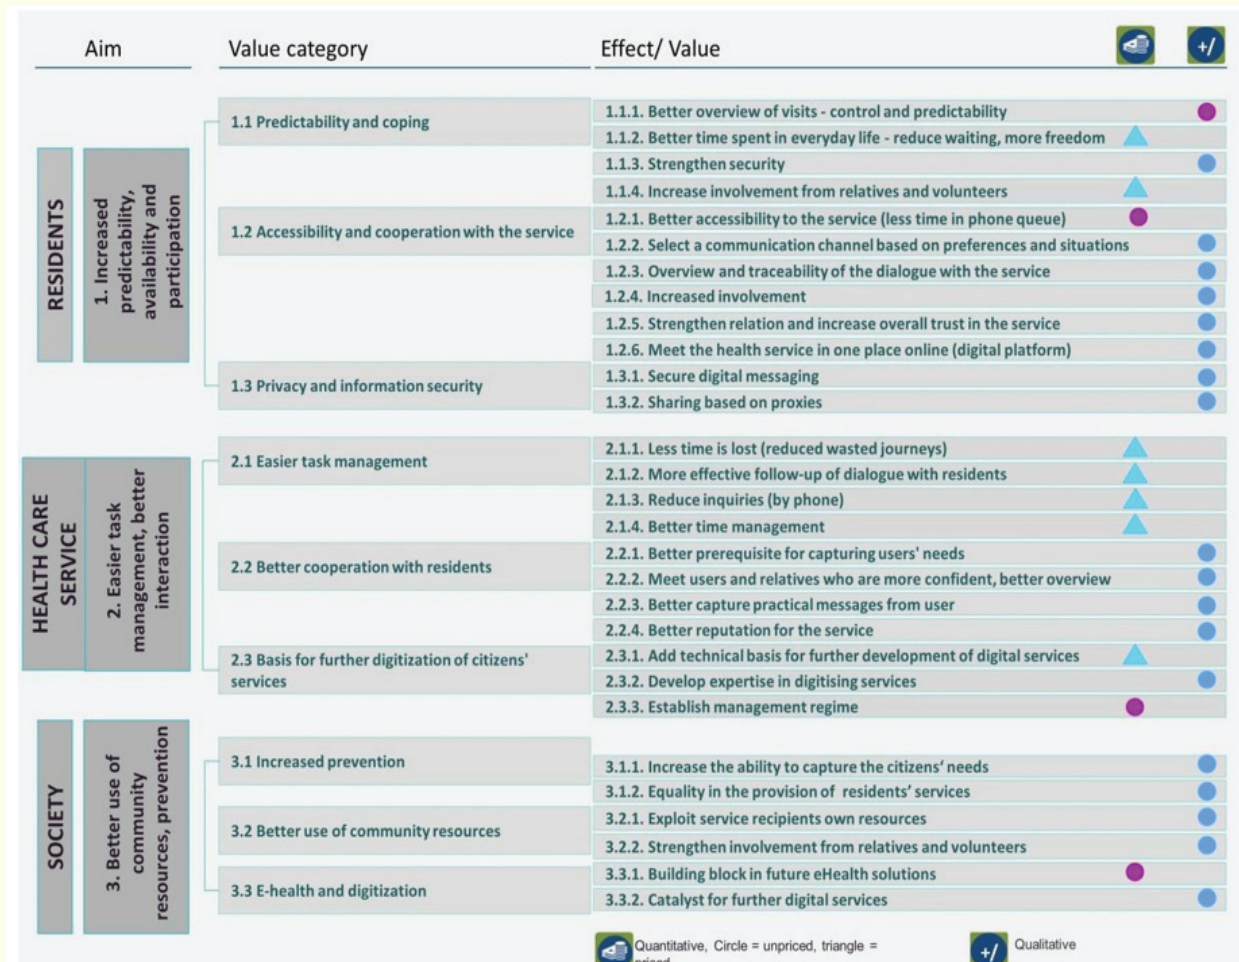 Aim
Value category
Effect/ Value
+/
RESIDENTS
1. Increased
predictability,
availability and
participation
1.1 Predictability and coping
1.1.1. Better overview of visits - control and predictability
1.1.2. Better time spent in everyday life - reduce waiting, more freedom
1.1.3. Strengthen security
1.1.4. Increase involvement from relatives and volunteers
1.2 Accessibility and cooperation with the service
1.2.1. Better accessibility to the service (less time in phone queue)
1.2.2. Select a communication channel based on preferences and situations
1.2.3. Overview and traceability of the dialogue with the service
1.2.4. Increased involvement
1.2.5. Strengthen relation and increase overall trust in the service
1.2.6. Meet the health service in one place online (digital platform)
1.3 Privacy and information security
1.3.1. Secure digital messaging
1.3.2. Sharing based on proxies
HEALTH CARE
SERVICE
2. Easier task
management, better
interaction
2.1 Easier task management
2.1.1. Less time is lost (reduced wasted journeys)
2.1.2. More effective follow-up of dialogue with residents
2.1.3. Reduce inquiries (by phone)
2.1.4. Better time management
2.2 Better cooperation with residents
2.2.1. Better prerequisite for capturing users' needs
2.2.2. Meet users and relatives who are more confident, better overview
2.2.3. Better capture practical messages from user
2.2.4. Better reputation for the service
2.3 Basis for further digitization of citizens'
services
2.3.1. Add technical basis for further development of digital services
2.3.2. Develop expertise in digitising services
2.3.3. Establish management regime
SOCIETY
3. Better use of
community
resources, prevention
3.1 Increased prevention
3.1.1. Increase the ability to capture the citizens' needs
3.1.2. Equality in the provision of residents' services
3.2 Better use of community resources
3.2.1. Exploit service recipients own resources
3.2.2. Strengthen involvement from relatives and volunteers
3.3 E-health and digitization
3.3.1. Building block in future eHealth solutions
3.3.2. Catalyst for further digital services
Quantitative, Circle = unpriced, triangle =
+/
Qualitative